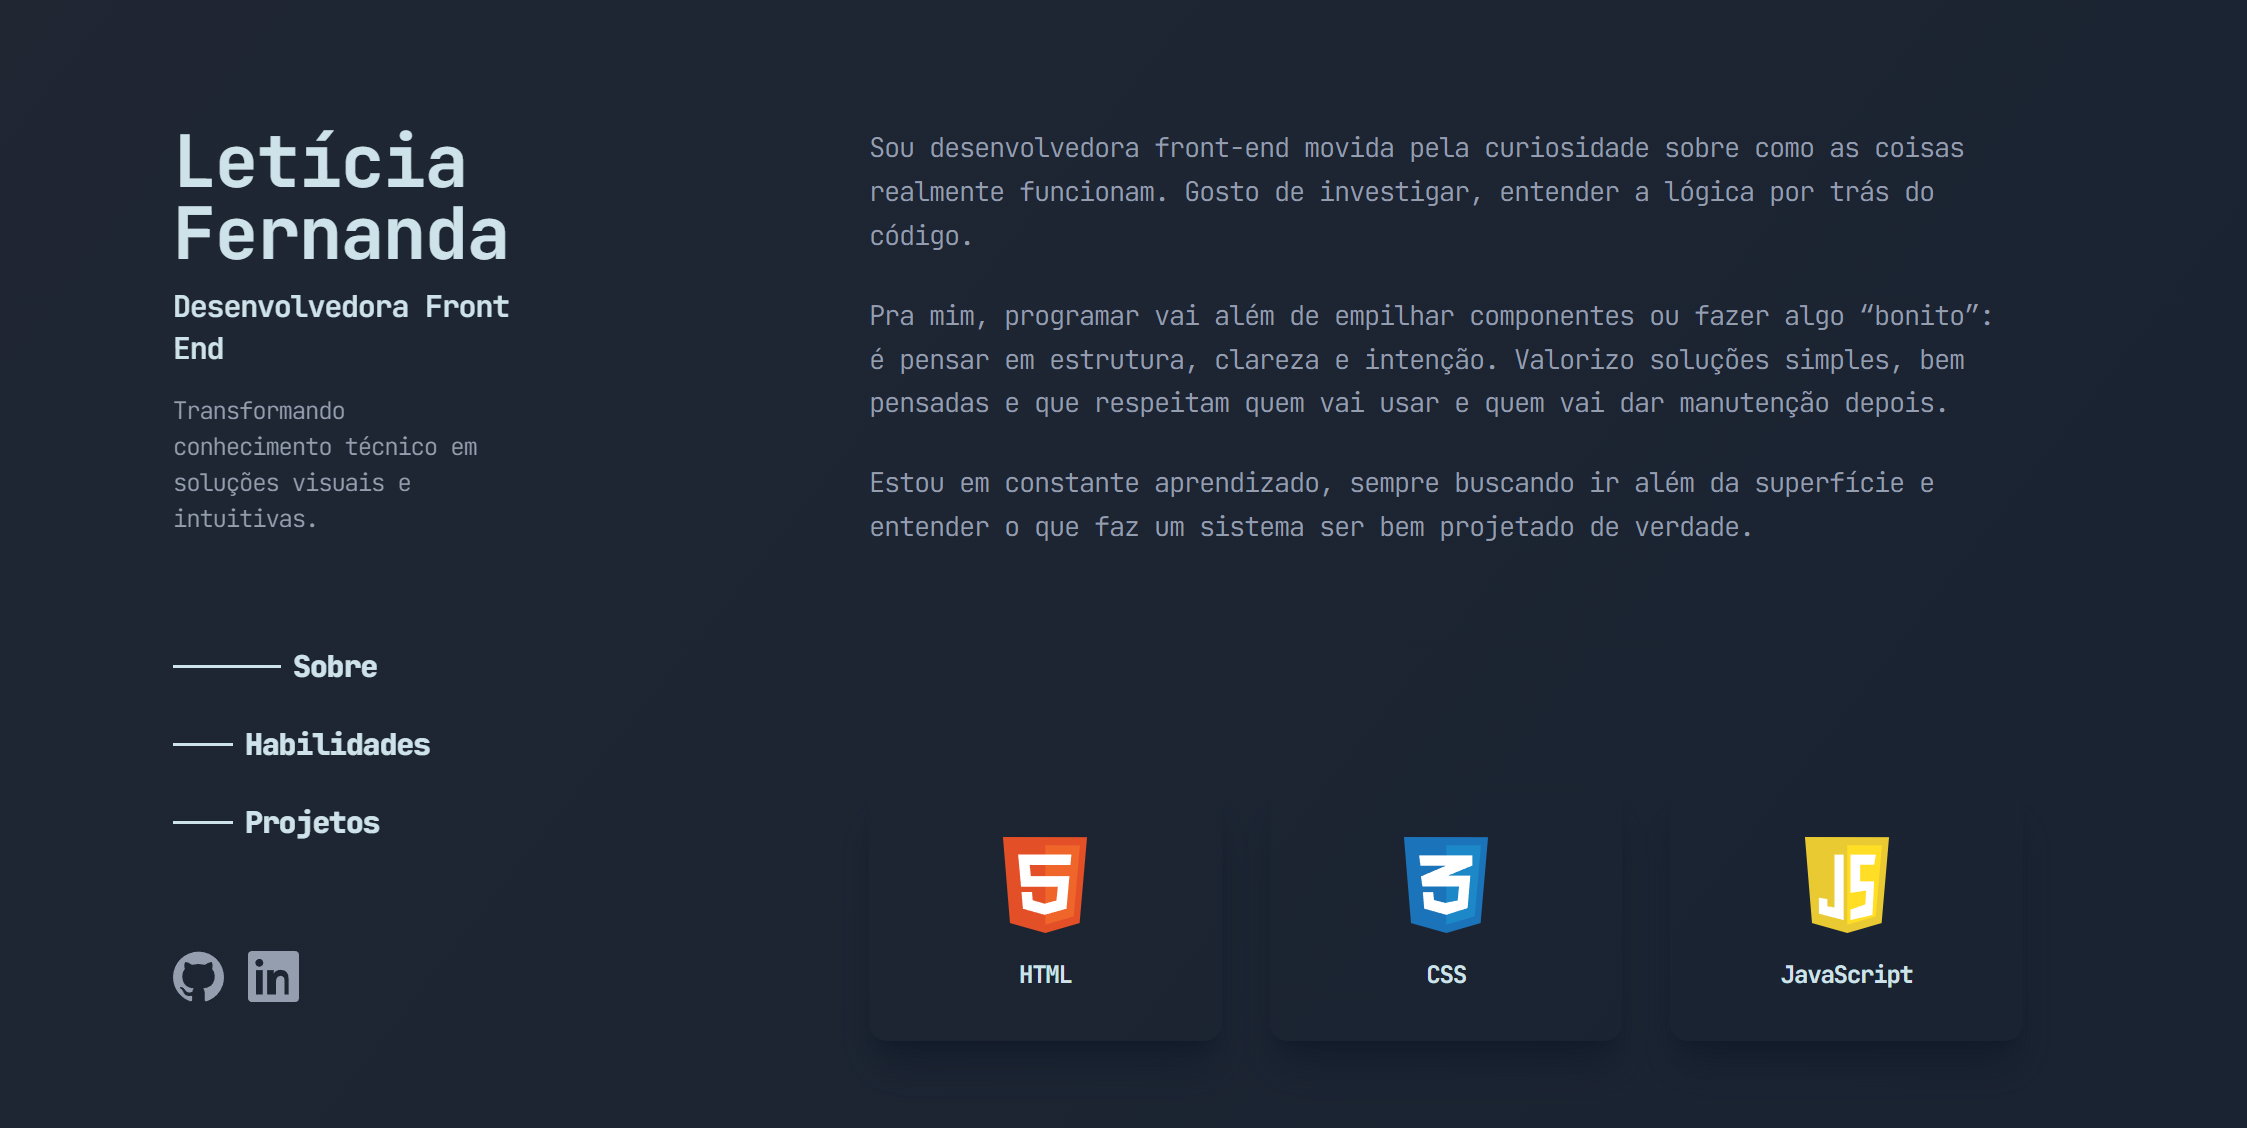 Letícia
Fernanda
Desenvolvedora Front
End
Transformando
conhecimento técnico em
soluções visuais e
intuitivas.
Sobre
Habilidades
Projetos
in
Sou desenvolvedora front-end movida pela curiosidade sobre como as coisas
realmente funcionam. Gosto de investigar, entender a lógica por trás do
código.
Pra mim, programar vai além de empilhar componentes ou fazer algo “bonito”:
é pensar em estrutura, clareza e intenção. Valorizo soluções simples, bem
pensadas e que respeitam quem vai usar e quem vai dar manutenção depois.
Estou em constante aprendizado, sempre buscando ir além da superfície e
entender o que faz um sistema ser bem projetado de verdade.
5
3
JS
HTML
CSS
JavaScript